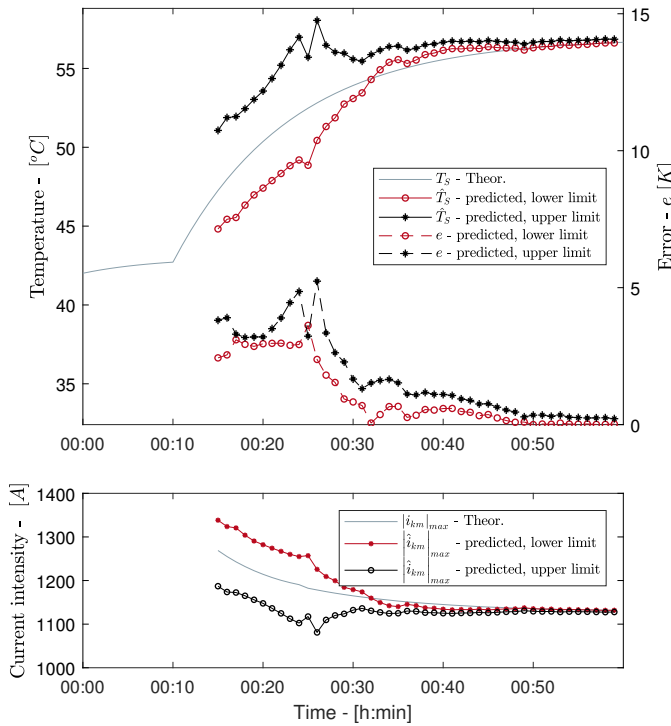 Temperature - [°C]
55
50
45
40
35
00:00
00:10
00:20
00:30
00:40
00:50
15
10
5
0
Error - e [K]
T_S - Theor.
T̂_S - predicted, lower limit
T̂_S - predicted, upper limit
e - predicted, lower limit
e - predicted, upper limit
Current intensity - [A]
1400
1300
1200
1100
1000
|i_km|_max - Theor.
|î_km|_max - predicted, lower limit
|î_km|_max - predicted, upper limit
00:00
00:10
00:20
00:30
00:40
00:50
Time - [h:min]